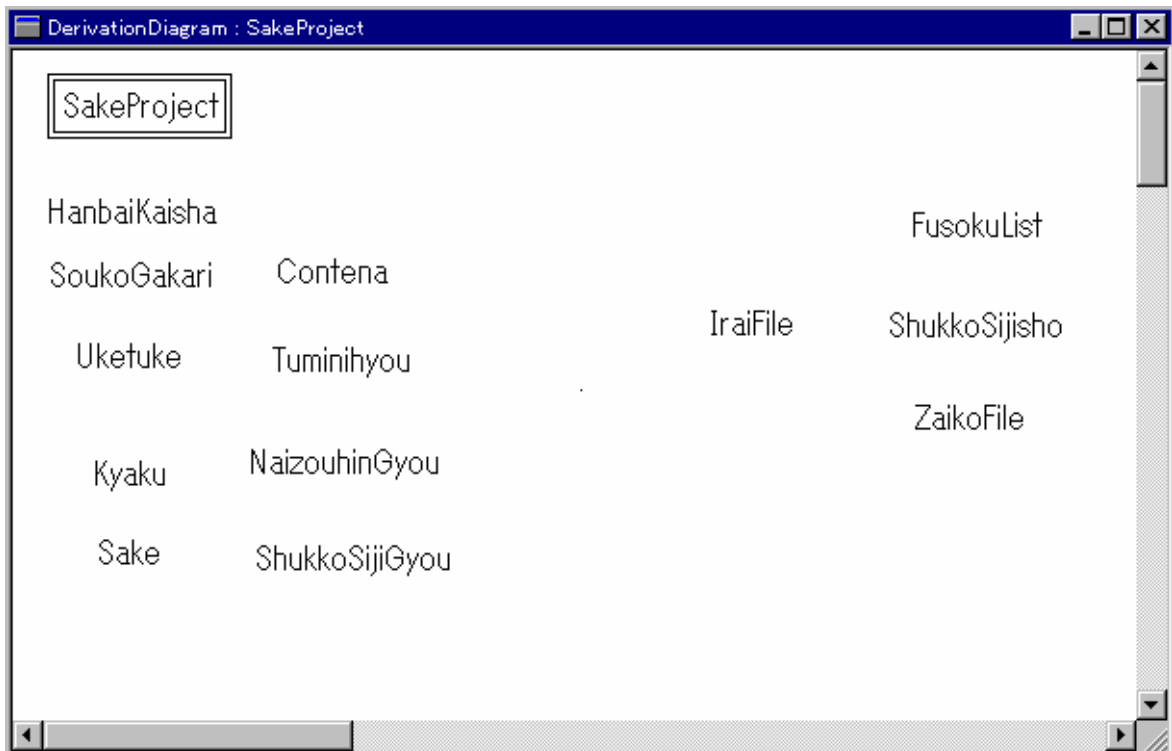 DerivationDiagram : SakeProject
SakeProject
HanbaiKaisha
FusokuList
SoukoGakari
Contena
IraiFile
ShukkoSijisho
Uketuke
Tuminihyou
ZaikoFile
Kyaku
NaizouhinGyou
Sake
ShukkoSijiGyou